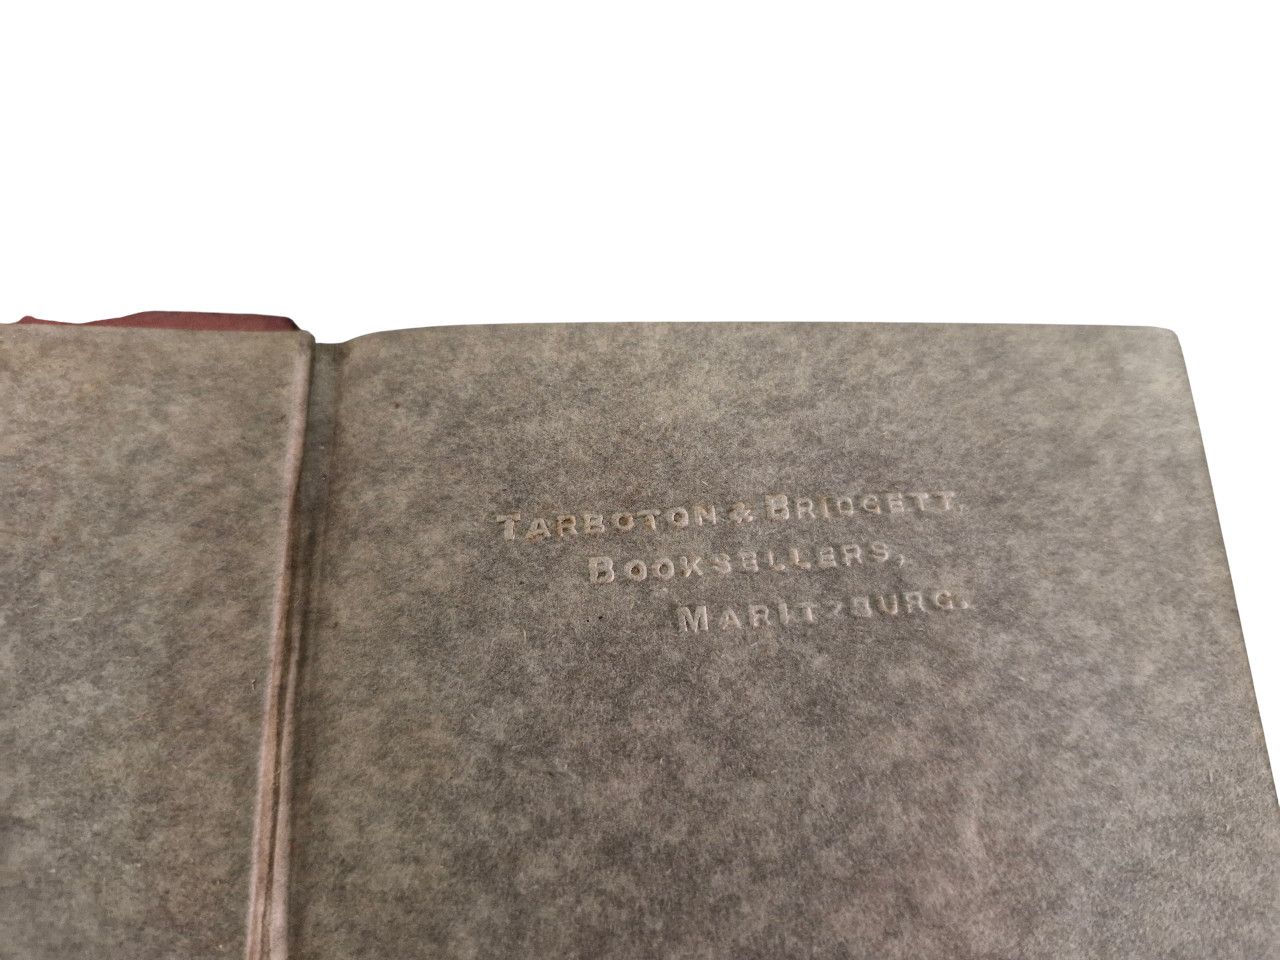 TARBOTON & BRIDGETT,
BOOKSELLERS,
MARITZBURG.